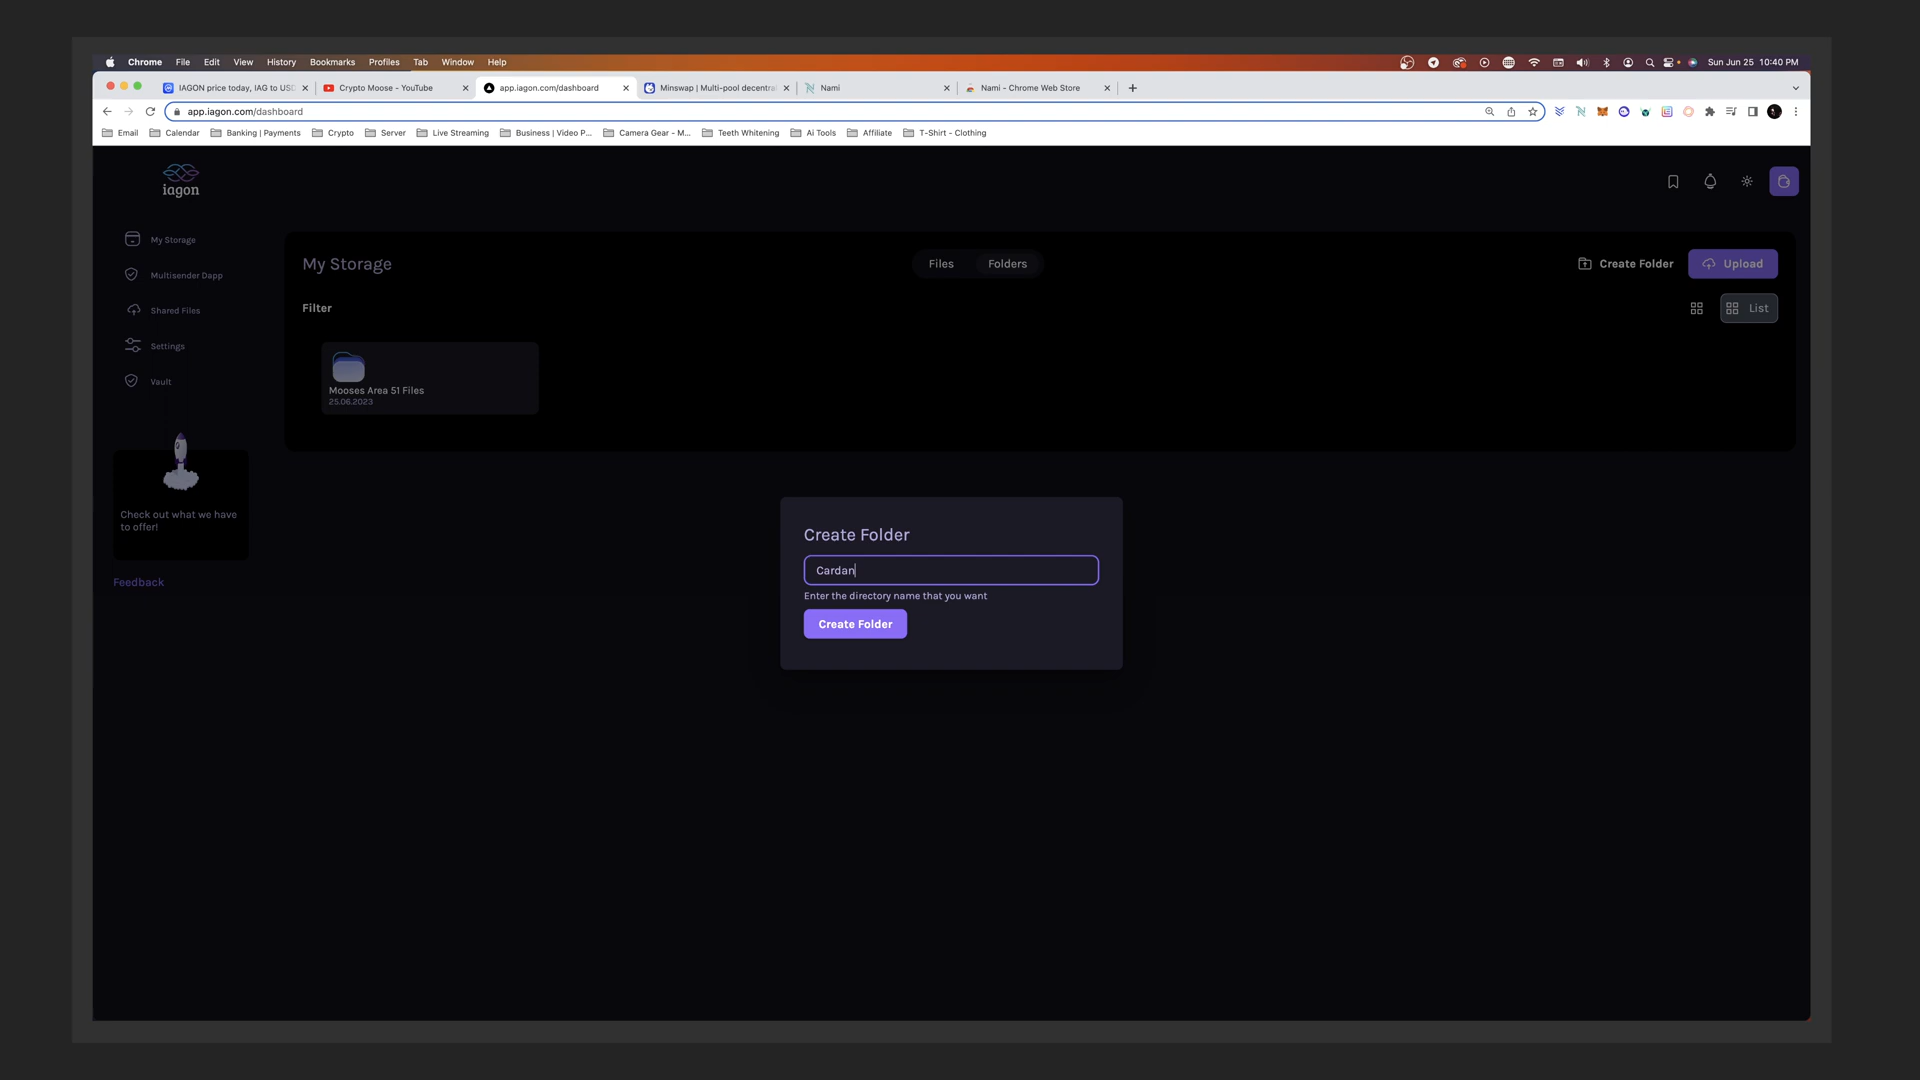 Chrome File Edit View History Bookmarks Profiles Tab Window Help Sun Jun 25 10:40 PM
IAGON price today, IAG to USD Crypto Moose - YouTube app.iagon.com/dashboard Minswap | Multi-pool decentral Nami Nami - Chrome Web Store
app.iagon.com/dashboard
Email Calendar Banking | Payments Crypto Server Live Streaming Business | Video P... Camera Gear - M... Teeth Whitening Ai Tools Affiliate T-Shirt - Clothing
iagon
My Storage
Multisender Dapp
Shared Files
Settings
Vault
Check out what we have
to offer!
Feedback
My Storage Files Folders Create Folder Upload
Filter List
Mooses Area 51 Files
25.06.2023
Create Folder
Cardan
Enter the directory name that you want
Create Folder